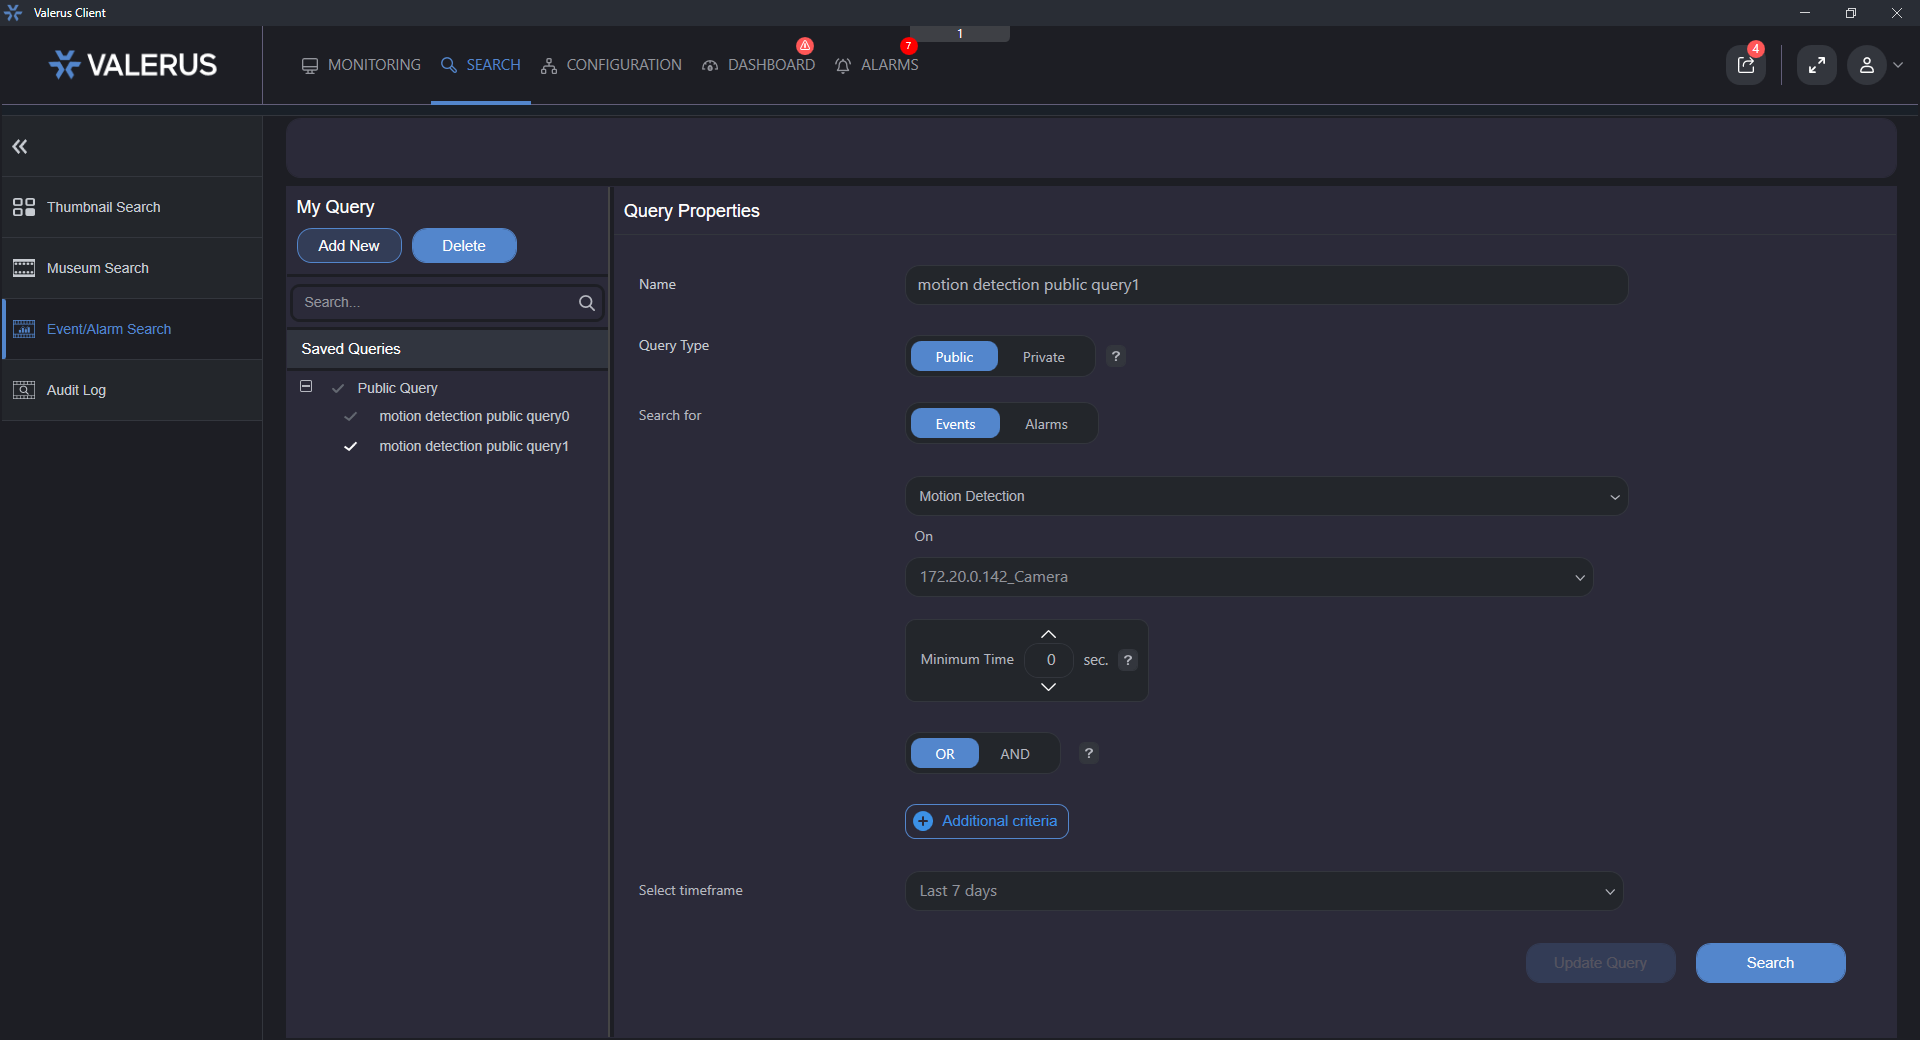 Valerus Client
1
VALERUS
MONITORING
SEARCH
CONFIGURATION
DASHBOARD
7
ALARMS
4
Thumbnail Search
Museum Search
Event/Alarm Search
Audit Log
My Query
Add New
Delete
Search...
Saved Queries
Public Query
motion detection public query0
motion detection public query1
Query Properties
Name
motion detection public query1
Query Type
Public
Private
?
Search for
Events
Alarms
Motion Detection
On
172.20.0.142_Camera
Minimum Time
0
sec.
?
OR
AND
?
Additional criteria
Select timeframe
Last 7 days
Update Query
Search